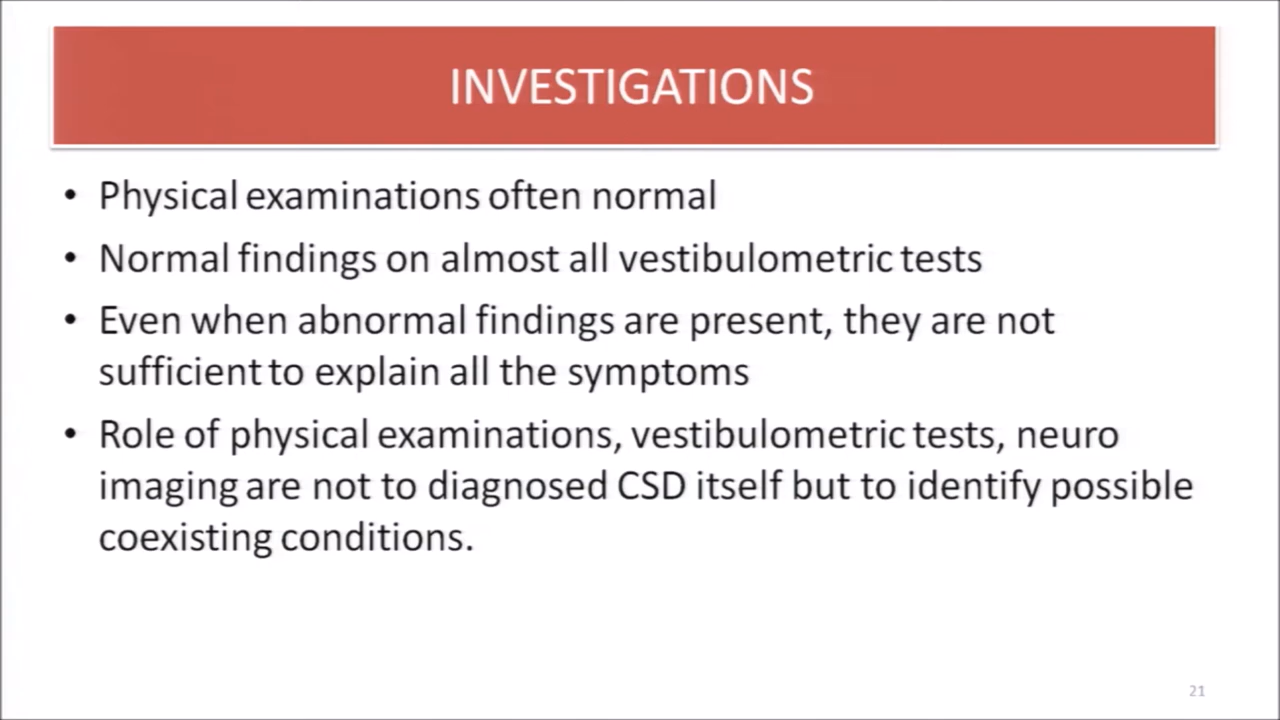 INVESTIGATIONS
• Physical examinations often normal
• Normal findings on almost all vestibulometric tests
• Even when abnormal findings are present, they are not
sufficient to explain all the symptoms
• Role of physical examinations, vestibulometric tests, neuro
imaging are not to diagnosed CSD itself but to identify possible
coexisting conditions.
21